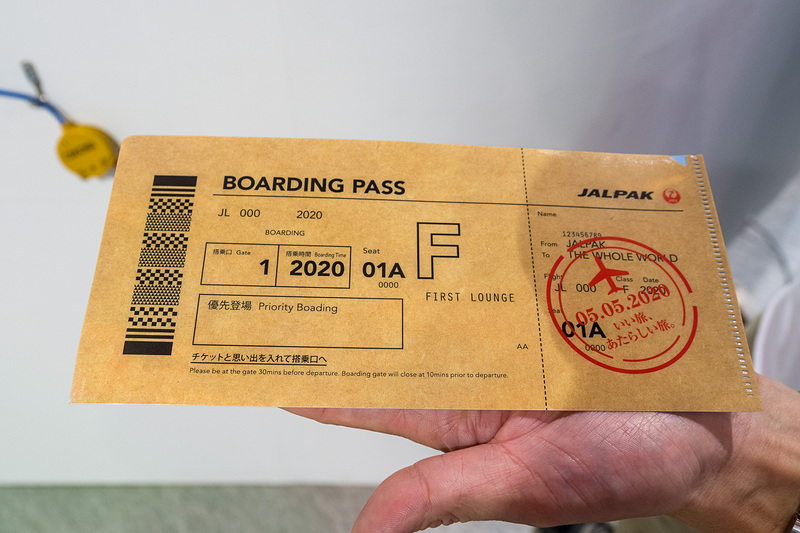 BOARDING PASS
JL 000 2020
BOARDING
搭乗口 Gate
1
搭乗時間 Boarding Time
2020
Seat
01A
0000
F
FIRST LOUNGE
優先登場 Priority Boading
AA
チケットと思い出を入れて搭乗口へ
Please be at the gate 30mins before departure. Boarding gate will close at 10mins prior to departure.
JALPAK
Name
123456789
From JALPAK
To THE WHOLE WORLD
Flight Class Date
JL 000 F 2020
01A
0000
05.05.2020
いい旅、
あたらしい旅。